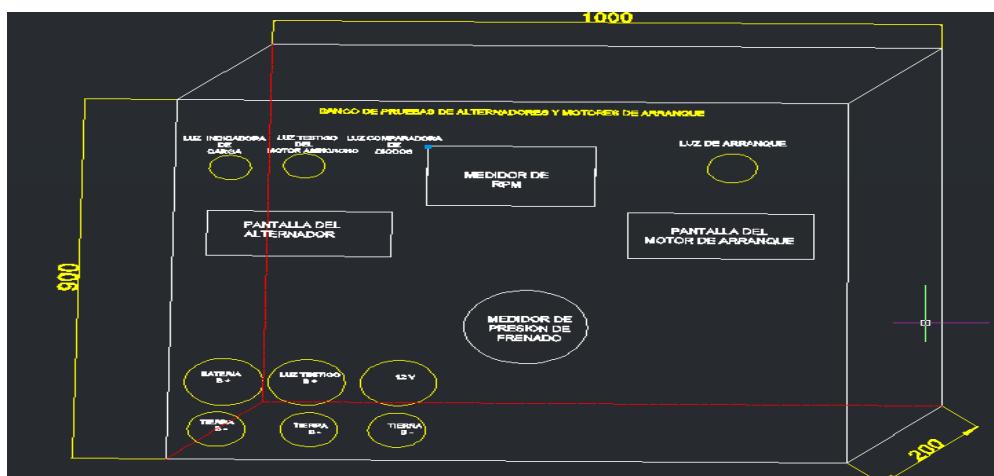 1000
BANCO DE PRUEBAS DE ALTERNADORES Y MOTORES DE ARRANQUE
LUZ INDICADORA
DE
CARGA
LUZ TESTIGO
DEL
MOTOR ASINCRONO
LUZ COMPARADORA
DE
DIODOS
LUZ DE ARRANQUE
MEDIDOR DE
RPM
PANTALLA DEL
ALTERNADOR
PANTALLA DEL
MOTOR DE ARRANQUE
900
MEDIDOR DE
PRESION DE
FRENADO
BATERIA
B +
LUZ TESTIGO
B +
12 V
TIERRA
B -
TIERRA
B -
TIERRA
B -
200